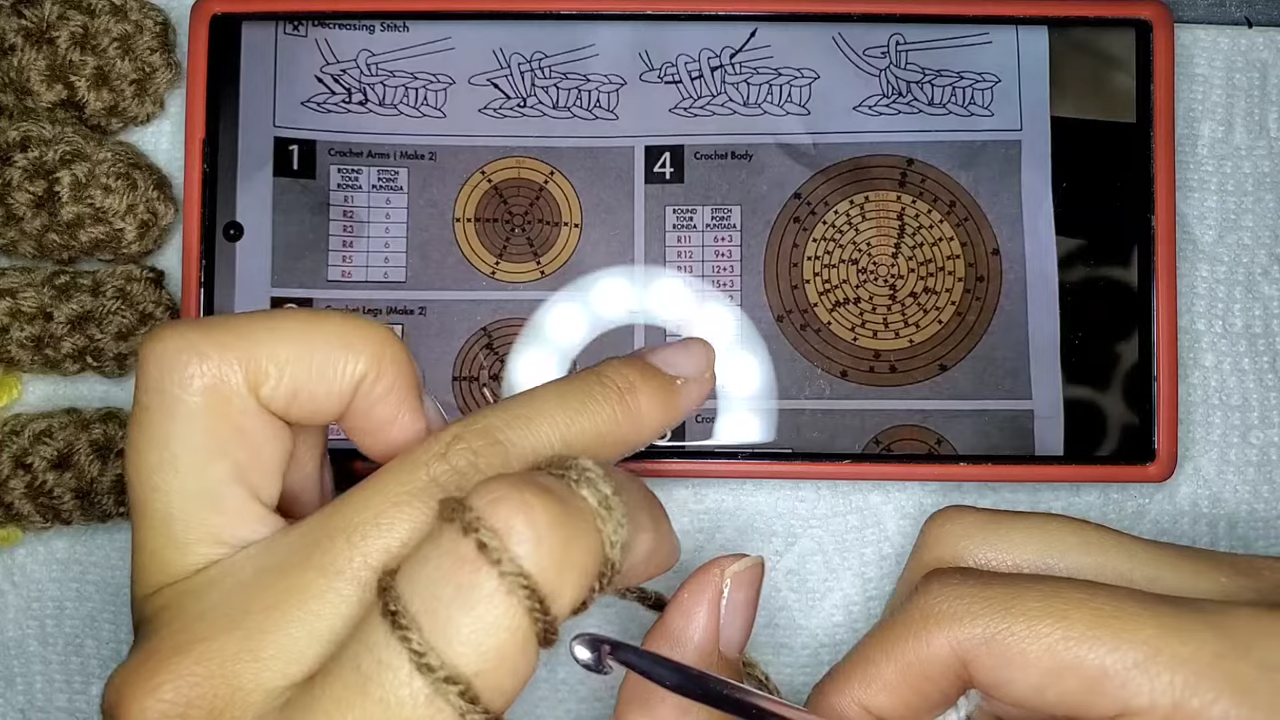 Decreasing Stitch
1
Crochet Arms ( Make 2)
ROUND STITCH
TOUR POINT
RONDA PUNTADA
R1 6
R2 6
R3 6
R4 6
R5 6
R6 6
4
Crochet Body
ROUND STITCH
TOUR POINT
RONDA PUNTADA
R11 6+3
R12 9+3
R13 12+3
15+3
Crochet Legs (Make 2)